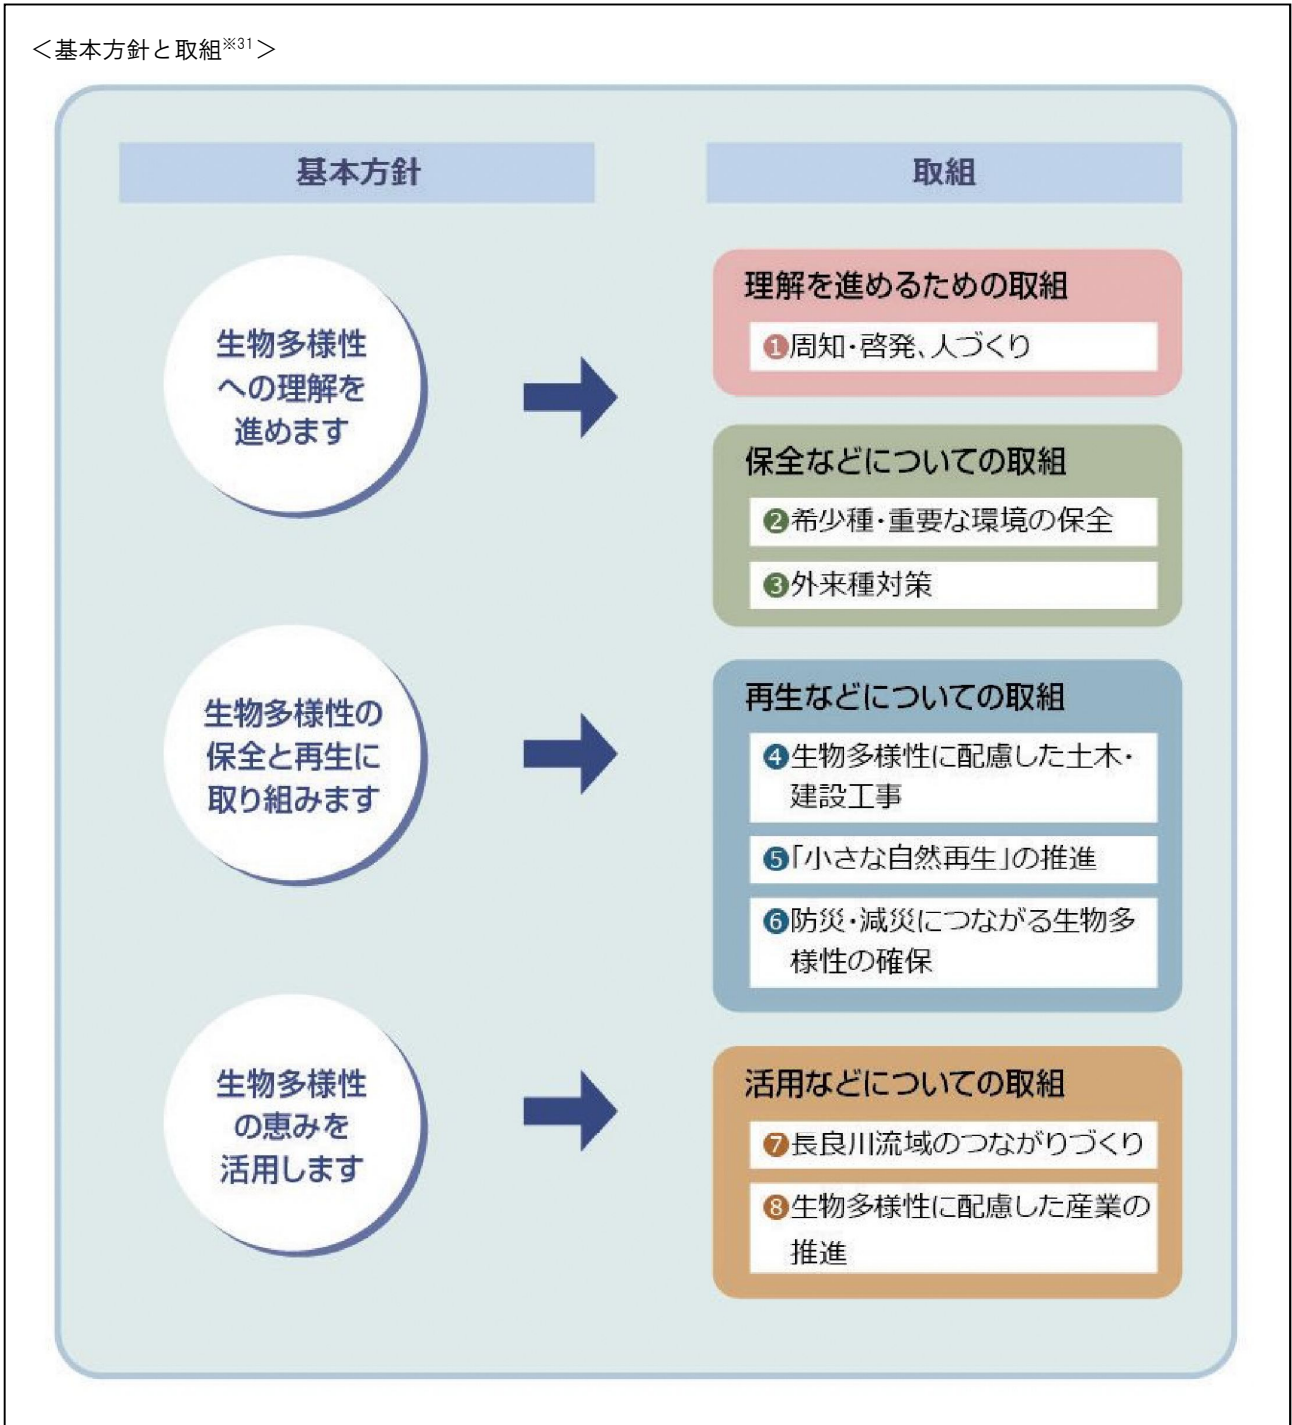 ＜基本方針と取組※31＞
基本方針
取組
生物多様性
への理解を
進めます
理解を進めるための取組
❶周知・啓発、人づくり
保全などについての取組
❷希少種・重要な環境の保全
❸外来種対策
生物多様性の
保全と再生に
取り組みます
再生などについての取組
❹生物多様性に配慮した土木・
建設工事
❺「小さな自然再生」の推進
❻防災・減災につながる生物多
様性の確保
生物多様性
の恵みを
活用します
活用などについての取組
❼長良川流域のつながりづくり
❽生物多様性に配慮した産業の
推進